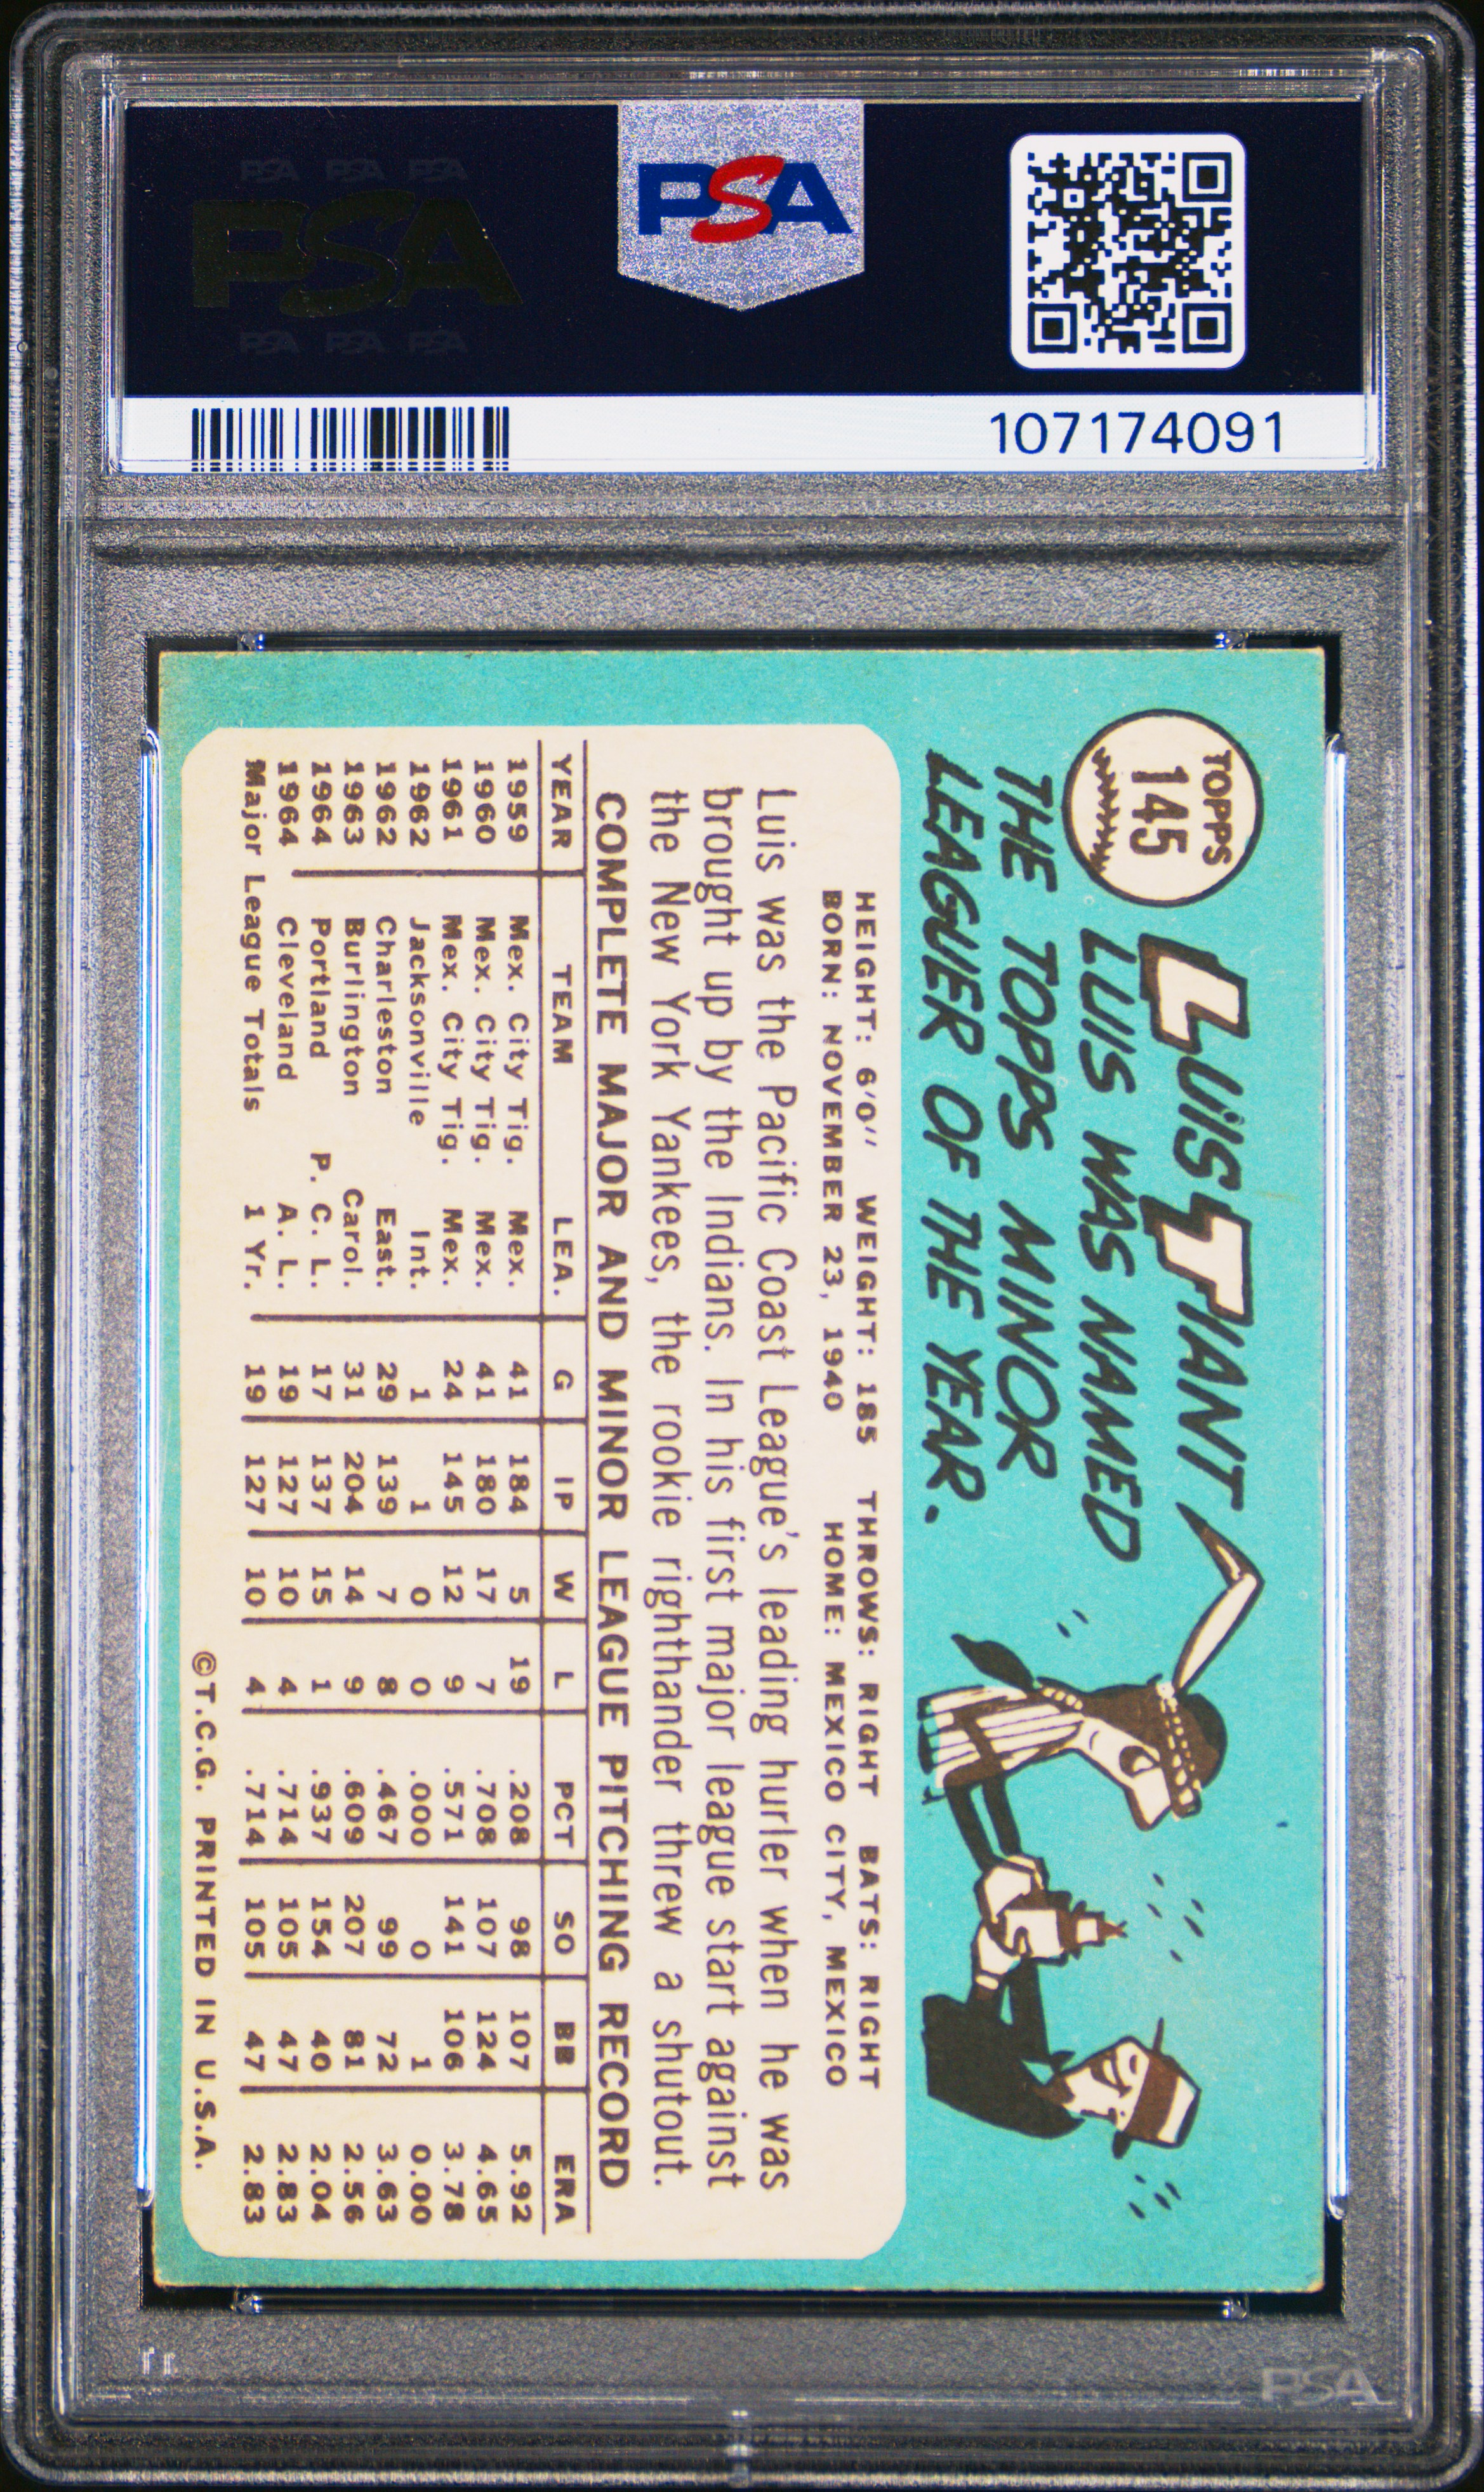 PSA PSA PSA
PSA
PSA PSA PSA
PSA
107174091
TOPPS
145
LUIS TIANT
LUIS WAS NAMED
THE TOPPS MINOR
LEAGUER OF THE YEAR.
HEIGHT: 6'0" WEIGHT: 185 THROWS: RIGHT BATS: RIGHT
BORN: NOVEMBER 23, 1940 HOME: MEXICO CITY, MEXICO
Luis was the Pacific Coast League's leading hurler when he was
brought up by the Indians. In his first major league start against
the New York Yankees, the rookie righthander threw a shutout.
COMPLETE MAJOR AND MINOR LEAGUE PITCHING RECORD
YEAR TEAM LEA. G IP W L PCT SO BB ERA
1959 Mex. City Tig. Mex. 41 184 5 19 .208 98 107 5.92
1960 Mex. City Tig. Mex. 41 180 17 7 .708 107 124 4.65
1961 Mex. City Tig. Mex. 24 145 12 9 .571 141 106 3.78
1962 Jacksonville Int. 1 1 0 0 .000 0 1 0.00
1962 Charleston East. 29 139 7 8 .467 99 72 3.63
1963 Burlington Carol. 31 204 14 9 .609 207 81 2.56
1964 Portland P. C. L. 17 137 15 1 .937 154 40 2.04
1964 Cleveland A. L. 19 127 10 4 .714 105 47 2.83
Major League Totals 1 Yr. 19 127 10 4 .714 105 47 2.83
©T.C.G. PRINTED IN U.S.A.
PSA